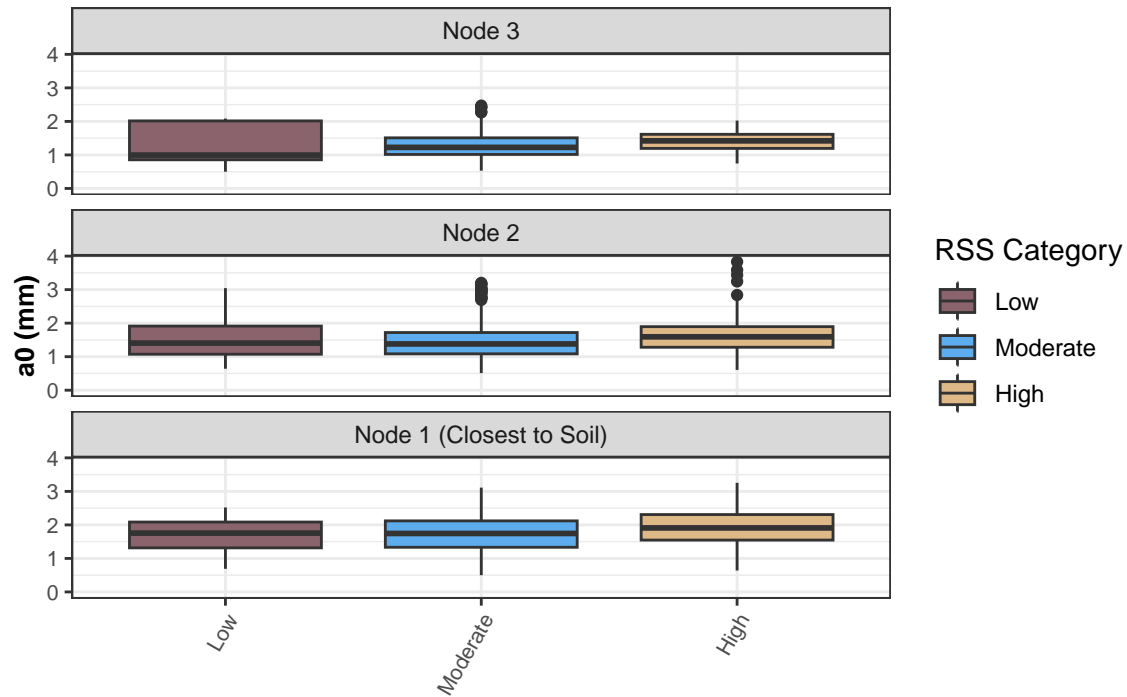 Node 3
4
3
2
1
0
Node 2
4
3
2
1
0
Node 1 (Closest to Soil)
4
3
2
1
0
a0 (mm)
Low
Moderate
High
RSS Category
Low
Moderate
High